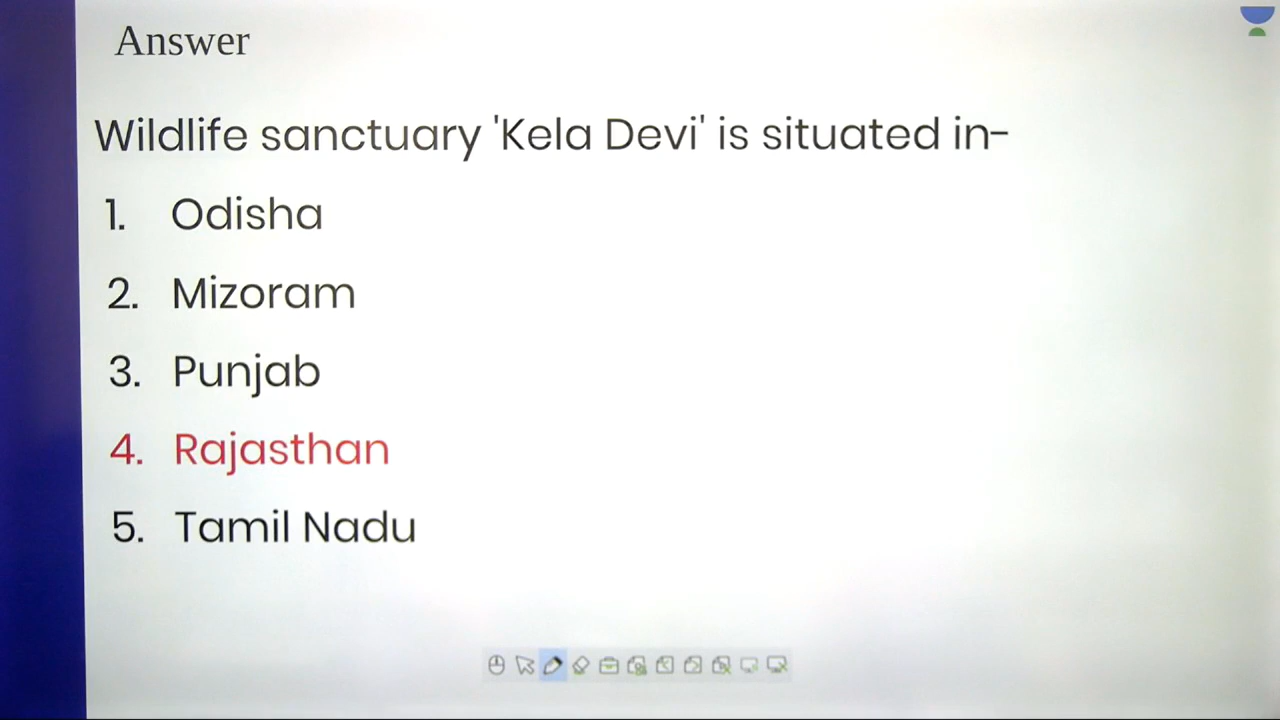 Answer
Wildlife sanctuary 'Kela Devi' is situated in-
1. Odisha
2. Mizoram
3. Punjab
4. Rajasthan
5. Tamil Nadu